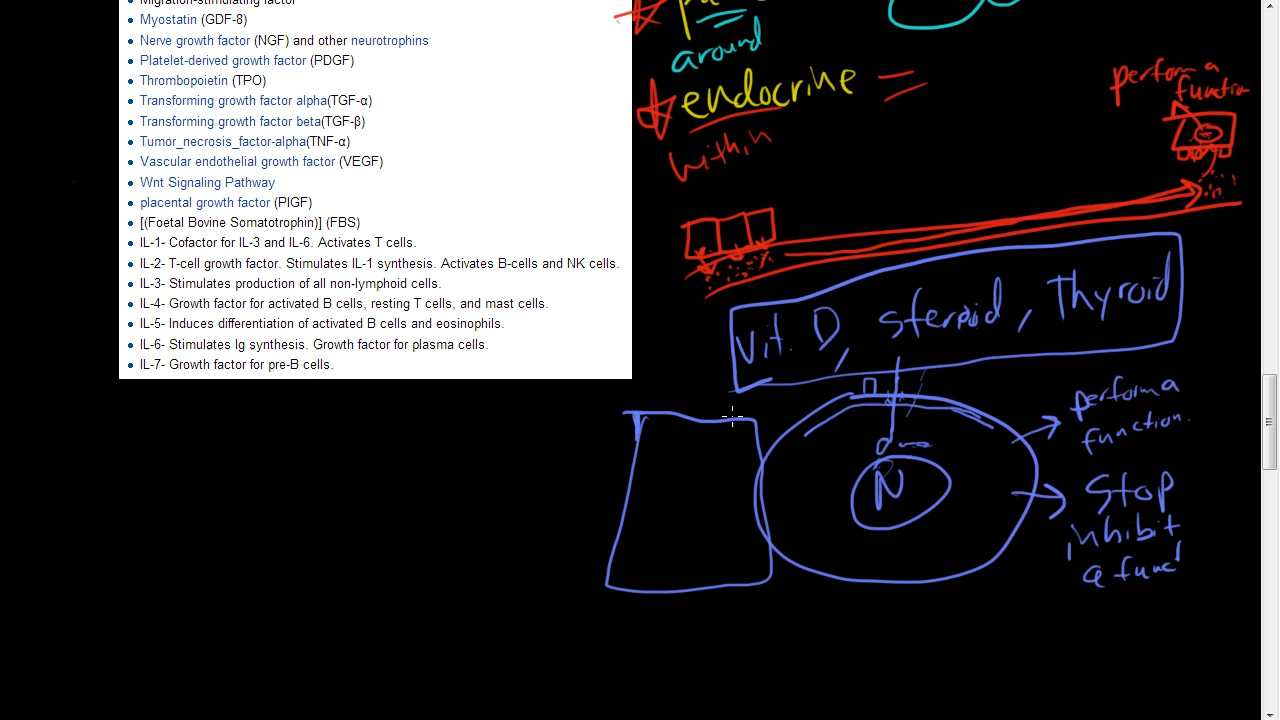 Myostatin (GDF-8)
Nerve growth factor (NGF) and other neurotrophins
Platelet-derived growth factor (PDGF)
Thrombopoietin (TPO)
Transforming growth factor alpha(TGF-α)
Transforming growth factor beta(TGF-β)
Tumor_necrosis_factor-alpha(TNF-α)
Vascular endothelial growth factor (VEGF)
Wnt Signaling Pathway
placental growth factor (PlGF)
[(Foetal Bovine Somatotrophin)] (FBS)
IL-1- Cofactor for IL-3 and IL-6. Activates T cells.
IL-2- T-cell growth factor. Stimulates IL-1 synthesis. Activates B-cells and NK cells.
IL-3- Stimulates production of all non-lymphoid cells.
IL-4- Growth factor for activated B cells, resting T cells, and mast cells.
IL-5- Induces differentiation of activated B cells and eosinophils.
IL-6- Stimulates Ig synthesis. Growth factor for plasma cells.
IL-7- Growth factor for pre-B cells.
around
endocrine =
within
perform a
function
Vit. D, steroid, Thyroid
N
perform a
function.
Stop
inhibit
a func